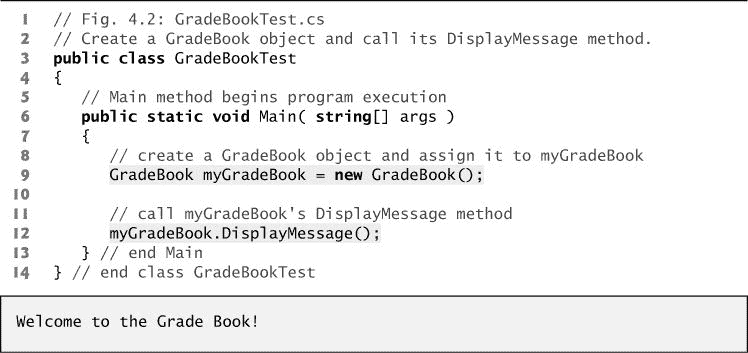 1 // Fig. 4.2: GradeBookTest.cs
2 // Create a GradeBook object and call its DisplayMessage method.
3 public class GradeBookTest
4 {
5 // Main method begins program execution
6 public static void Main( string[] args )
7 {
8 // create a GradeBook object and assign it to myGradeBook
9 GradeBook myGradeBook = new GradeBook();
10
11 // call myGradeBook's DisplayMessage method
12 myGradeBook.DisplayMessage();
13 } // end Main
14 } // end class GradeBookTest
Welcome to the Grade Book!